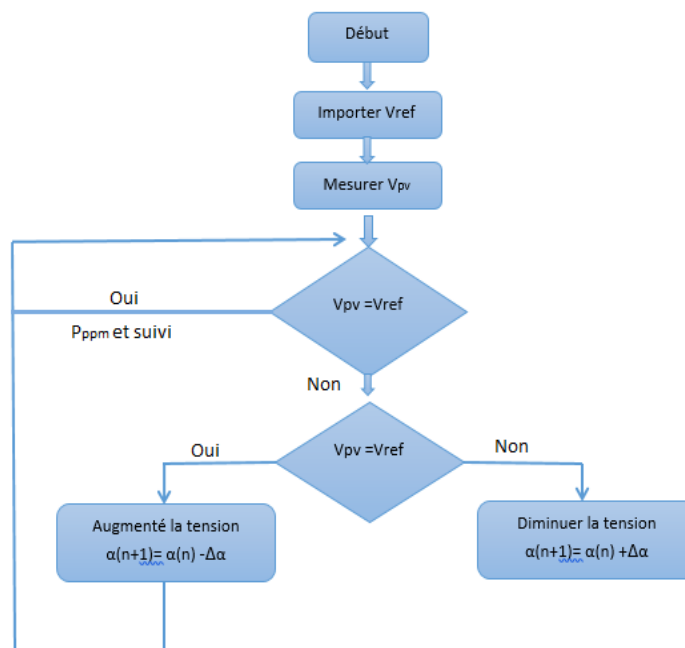 Début
Importer Vref
Mesurer Vpv
Vpv =Vref
Oui
Pppm et suivi
Non
Vpv =Vref
Oui
Non
Augmenté la tension
α(n+1)= α(n) -Δα
Diminuer la tension
α(n+1)= α(n) +Δα